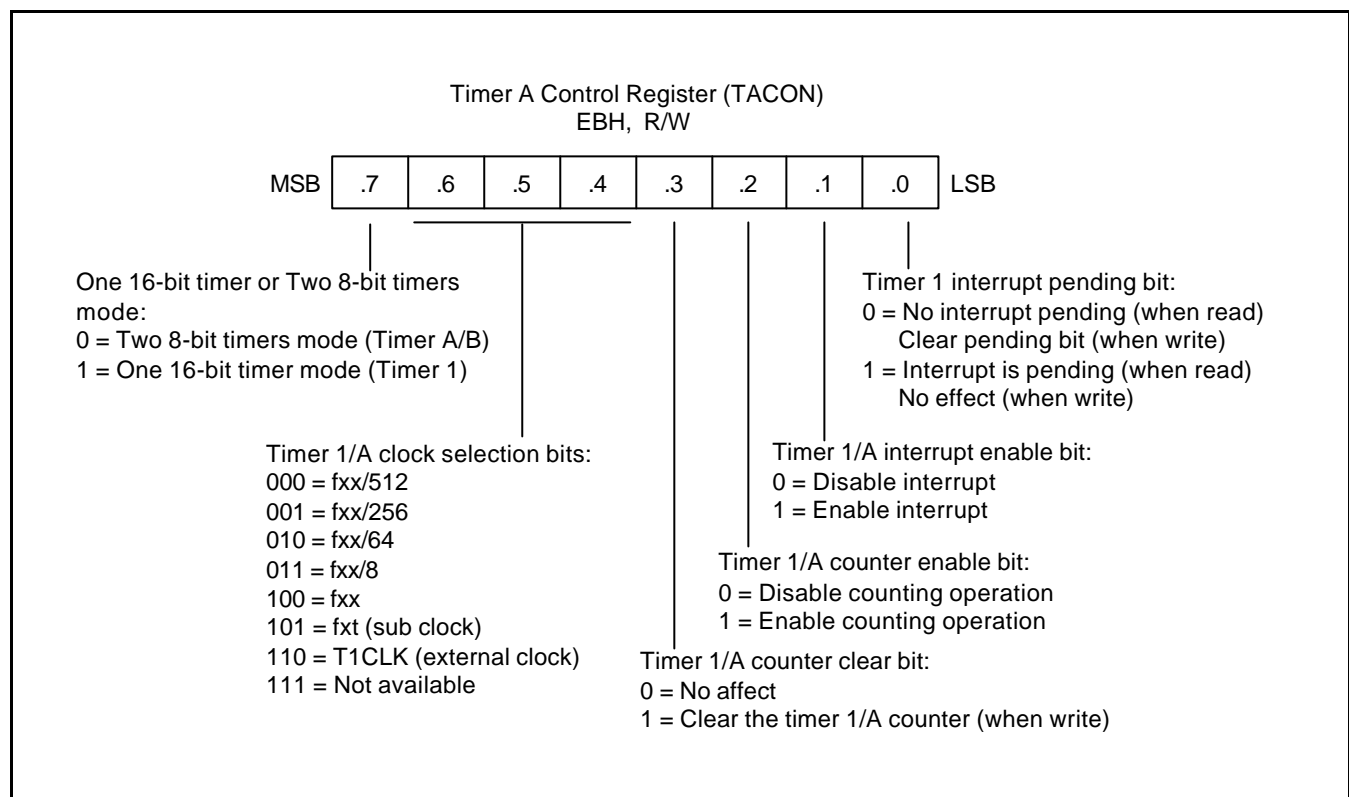 Timer A Control Register (TACON)
EBH, R/W
MSB .7 .6 .5 .4 .3 .2 .1 .0 LSB
One 16-bit timer or Two 8-bit timers
mode:
0 = Two 8-bit timers mode (Timer A/B)
1 = One 16-bit timer mode (Timer 1)
Timer 1 interrupt pending bit:
0 = No interrupt pending (when read)
Clear pending bit (when write)
1 = Interrupt is pending (when read)
No effect (when write)
Timer 1/A clock selection bits:
000 = fxx/512
001 = fxx/256
010 = fxx/64
011 = fxx/8
100 = fxx
101 = fxt (sub clock)
110 = T1CLK (external clock)
111 = Not available
Timer 1/A interrupt enable bit:
0 = Disable interrupt
1 = Enable interrupt
Timer 1/A counter enable bit:
0 = Disable counting operation
1 = Enable counting operation
Timer 1/A counter clear bit:
0 = No affect
1 = Clear the timer 1/A counter (when write)